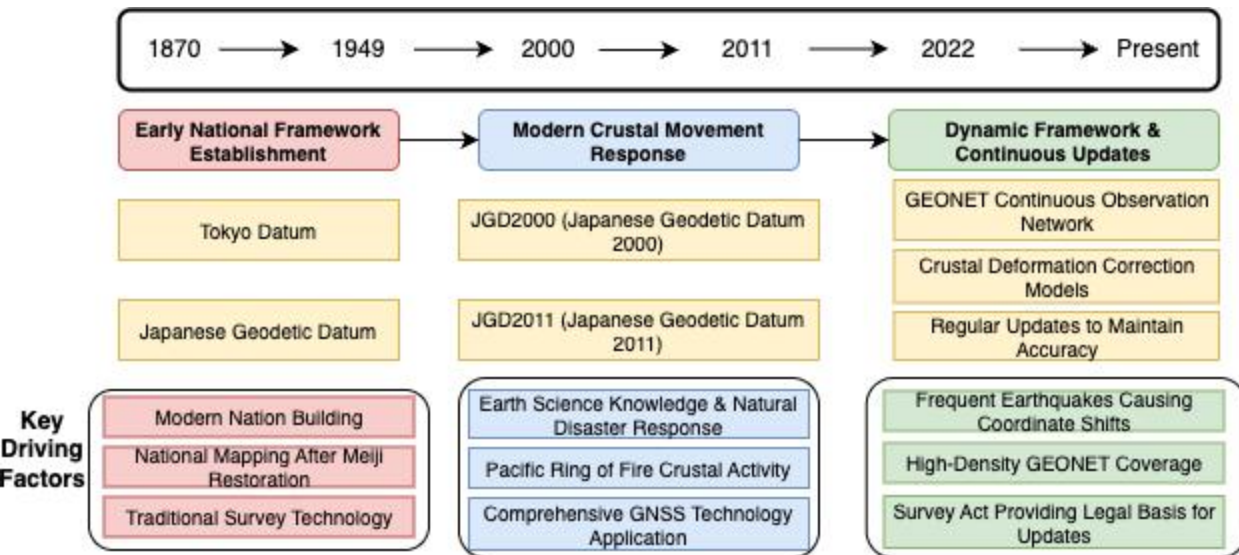 1870 1949 2000 2011 2022 Present
Early National Framework
Establishment
Modern Crustal Movement
Response
Dynamic Framework &
Continuous Updates
Tokyo Datum
Japanese Geodetic Datum
JGD2000 (Japanese Geodetic Datum
2000)
JGD2011 (Japanese Geodetic Datum
2011)
GEONET Continuous Observation
Network
Crustal Deformation Correction
Models
Regular Updates to Maintain
Accuracy
Key
Driving
Factors
Modern Nation Building
National Mapping After Meiji
Restoration
Traditional Survey Technology
Earth Science Knowledge & Natural
Disaster Response
Pacific Ring of Fire Crustal Activity
Comprehensive GNSS Technology
Application
Frequent Earthquakes Causing
Coordinate Shifts
High-Density GEONET Coverage
Survey Act Providing Legal Basis for
Updates